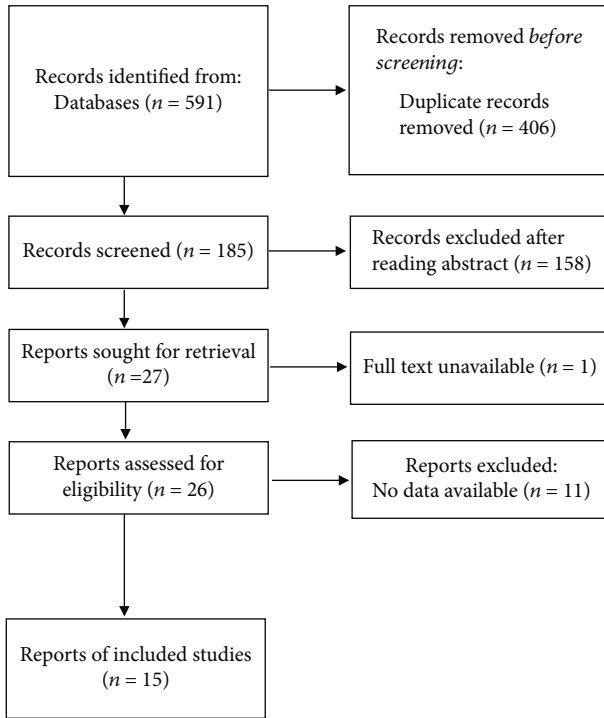 Records identified from:
Databases (n = 591)
Records removed before
screening:
Duplicate records
removed (n = 406)
Records screened (n = 185)
Records excluded after
reading abstract (n = 158)
Reports sought for retrieval
(n =27)
Full text unavailable (n = 1)
Reports assessed for
eligibility (n = 26)
Reports excluded:
No data available (n = 11)
Reports of included studies
(n = 15)